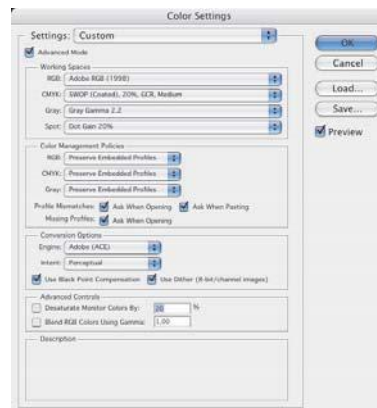 Color Settings
Settings: Custom
OK
Advanced Mode
Cancel
Working Spaces
RGB: Adobe RGB (1998)
Load...
CMYK: SWOP (Coated), 20%, GCR, Medium
Save...
Gray: Gray Gamma 2.2
Preview
Spot: Dot Gain 20%
Color Management Policies
RGB: Preserve Embedded Profiles
CMYK: Preserve Embedded Profiles
Gray: Preserve Embedded Profiles
Profile Mismatches: Ask When Opening Ask When Pasting
Missing Profiles: Ask When Opening
Conversion Options
Engine: Adobe (ACE)
Intent: Perceptual
Use Black Point Compensation Use Dither (8-bit/channel images)
Advanced Controls
Desaturate Monitor Colors By: 20 %
Blend RGB Colors Using Gamma: 1.00
Description